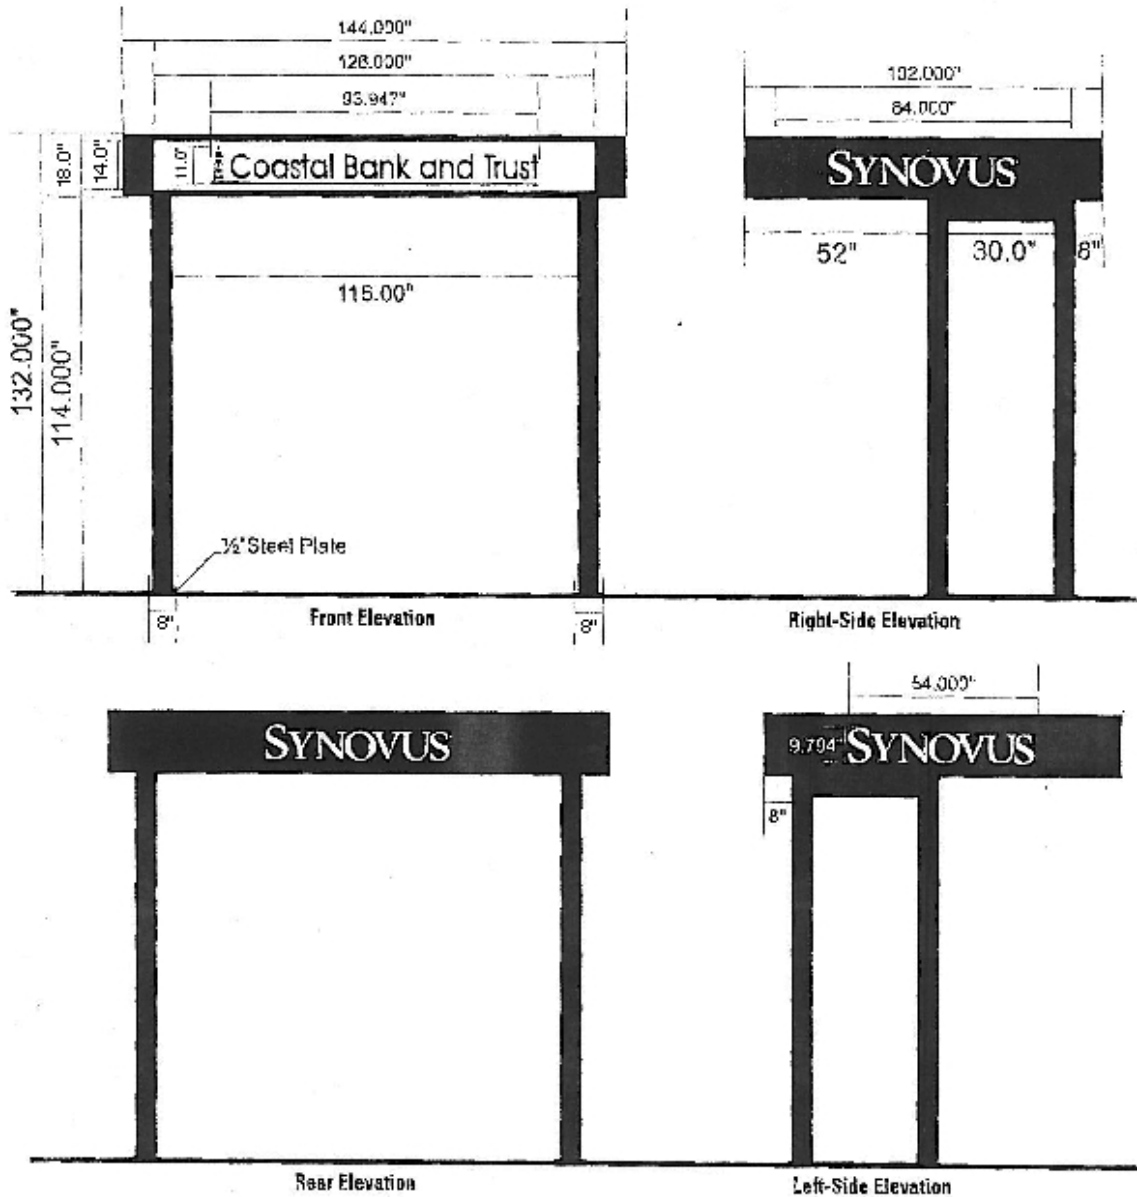 144.000"
126.000"
93.947"
18.0"
14.0"
11.0"
Coastal Bank and Trust
115.00"
132.000"
114.000"
½"Steel Plate
8"
Front Elevation
8"
102.000"
84.000"
SYNOVUS
52"
30.0"
8"
Right-Side Elevation
SYNOVUS
Rear Elevation
54.000"
9.794"
SYNOVUS
8"
Left-Side Elevation